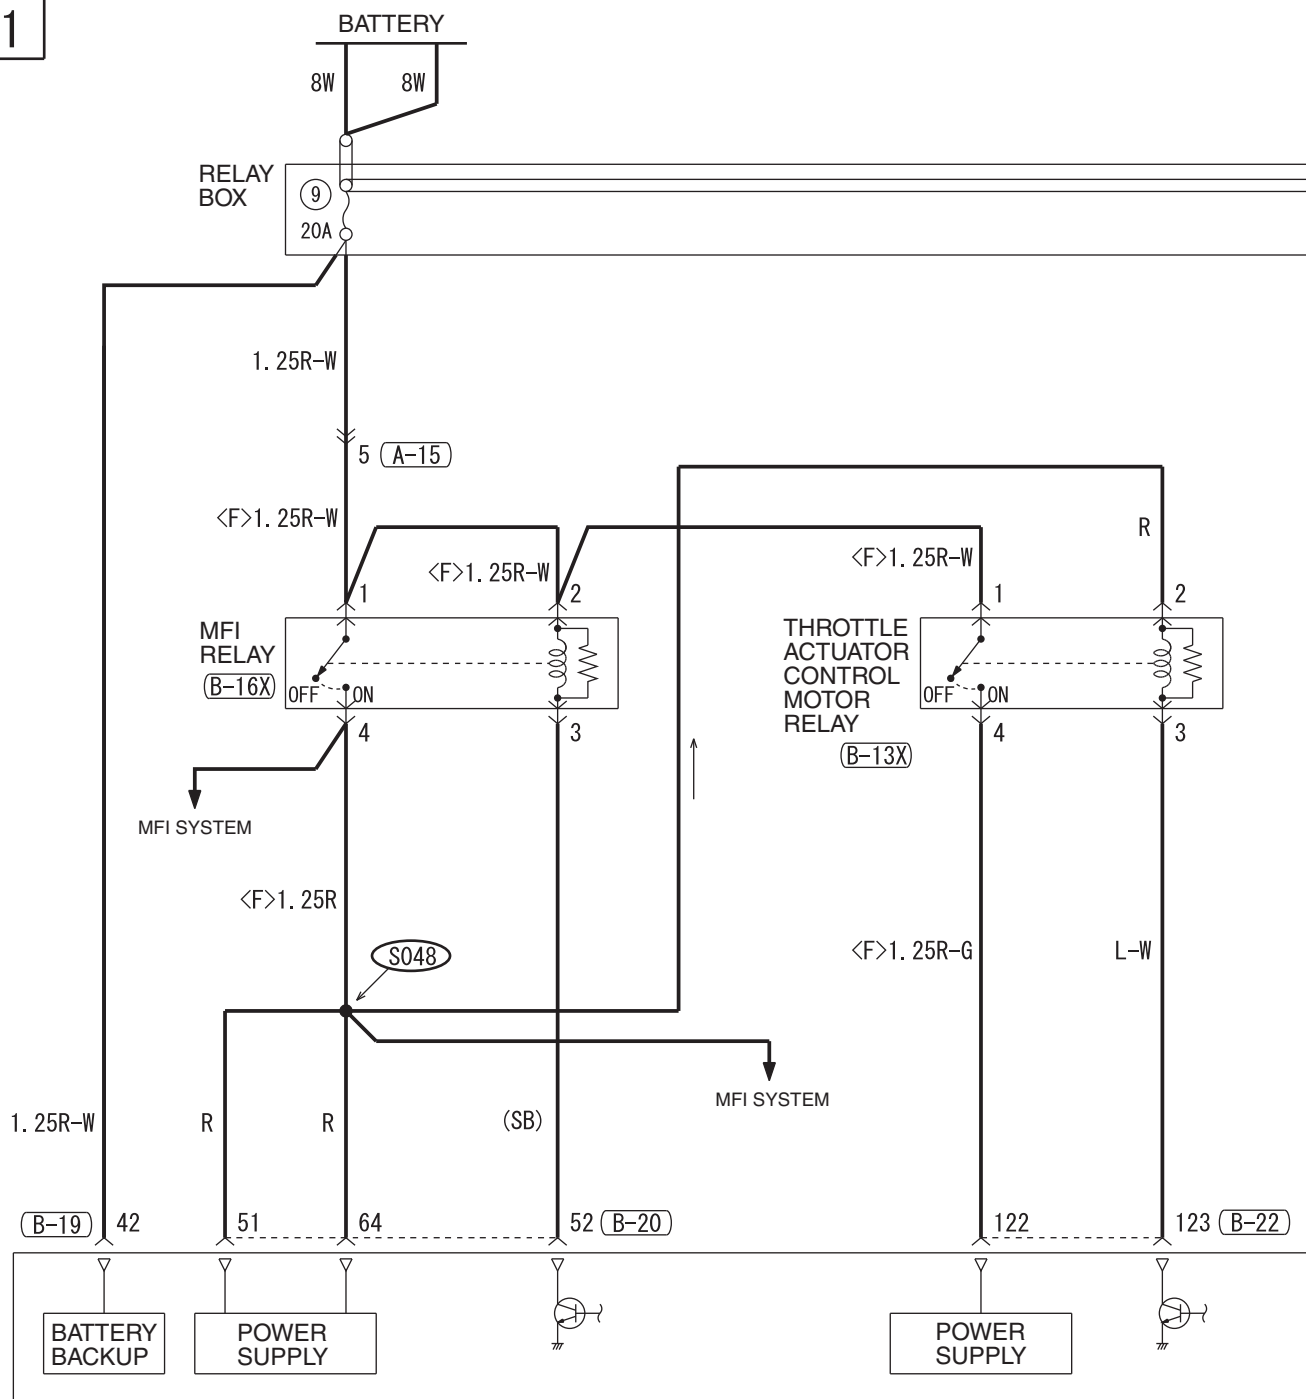 1
BATTERY
8W 8W
RELAY
BOX
9
20A
1.25R-W
5 A-15
<F>1.25R-W
<F>1.25R-W
<F>1.25R-W
R
1 2 1 2
MFI
RELAY
B-16X
OFF ON
THROTTLE
ACTUATOR
CONTROL
MOTOR
RELAY
B-13X
OFF ON
4 3 4 3
MFI SYSTEM
<F>1.25R
S048
<F>1.25R-G
L-W
MFI SYSTEM
1.25R-W R R (SB)
B-19 42 51 64 52 B-20 122 123 B-22
BATTERY
BACKUP
POWER
SUPPLY
POWER
SUPPLY